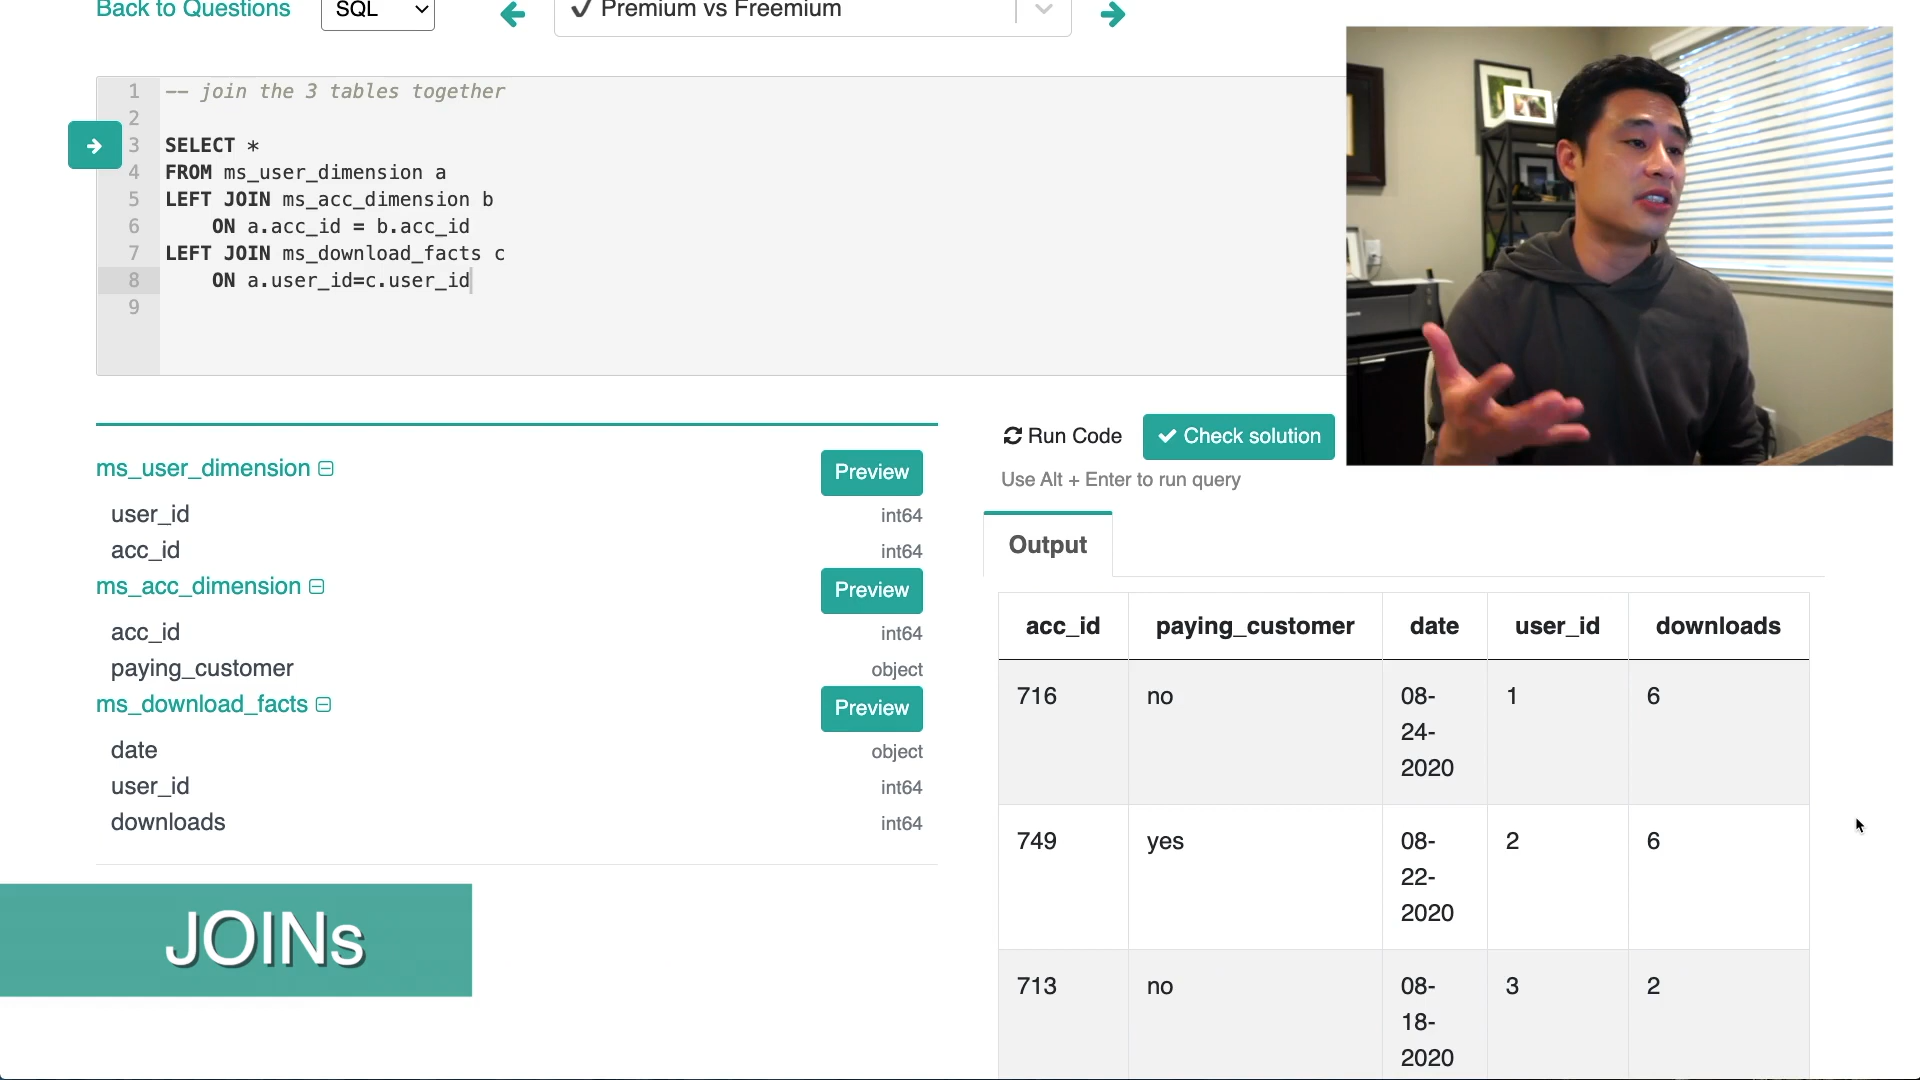 Back to Questions
SQL
✓ Premium vs Freemium
1 -- join the 3 tables together
2
3 SELECT *
4 FROM ms_user_dimension a
5 LEFT JOIN ms_acc_dimension b
6 ON a.acc_id = b.acc_id
7 LEFT JOIN ms_download_facts c
8 ON a.user_id=c.user_id
9
ms_user_dimension
Preview
user_id int64
acc_id int64
ms_acc_dimension
Preview
acc_id int64
paying_customer object
ms_download_facts
Preview
date object
user_id int64
downloads int64
JOINs
Run Code
Check solution
Use Alt + Enter to run query
Output
acc_id paying_customer date user_id downloads
716 no 08- 1 6
24-
2020
749 yes 08- 2 6
22-
2020
713 no 08- 3 2
18-
2020